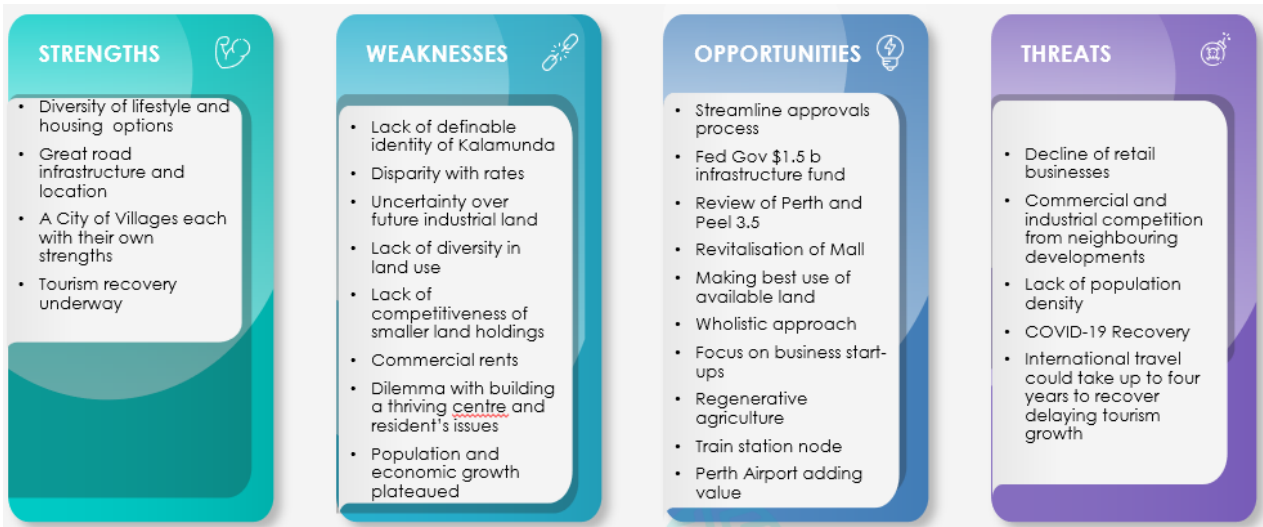 STRENGTHS
• Diversity of lifestyle and
housing options
• Great road
infrastructure and
location
• A City of Villages each
with their own
strengths
• Tourism recovery
underway
WEAKNESSES
• Lack of definable
identity of Kalamunda
• Disparity with rates
• Uncertainty over
future industrial land
• Lack of diversity in
land use
• Lack of
competitiveness of
smaller land holdings
• Commercial rents
• Dilemma with building
a thriving centre and
resident's issues
• Population and
economic growth
plateaued
OPPORTUNITIES
• Streamline approvals
process
• Fed Gov $1.5 b
infrastructure fund
• Review of Perth and
Peel 3.5
• Revitalisation of Mall
• Making best use of
available land
• Wholistic approach
• Focus on business start-
ups
• Regenerative
agriculture
• Train station node
• Perth Airport adding
value
THREATS
• Decline of retail
businesses
• Commercial and
industrial competition
from neighbouring
developments
• Lack of population
density
• COVID-19 Recovery
• International travel
could take up to four
years to recover
delaying tourism
growth